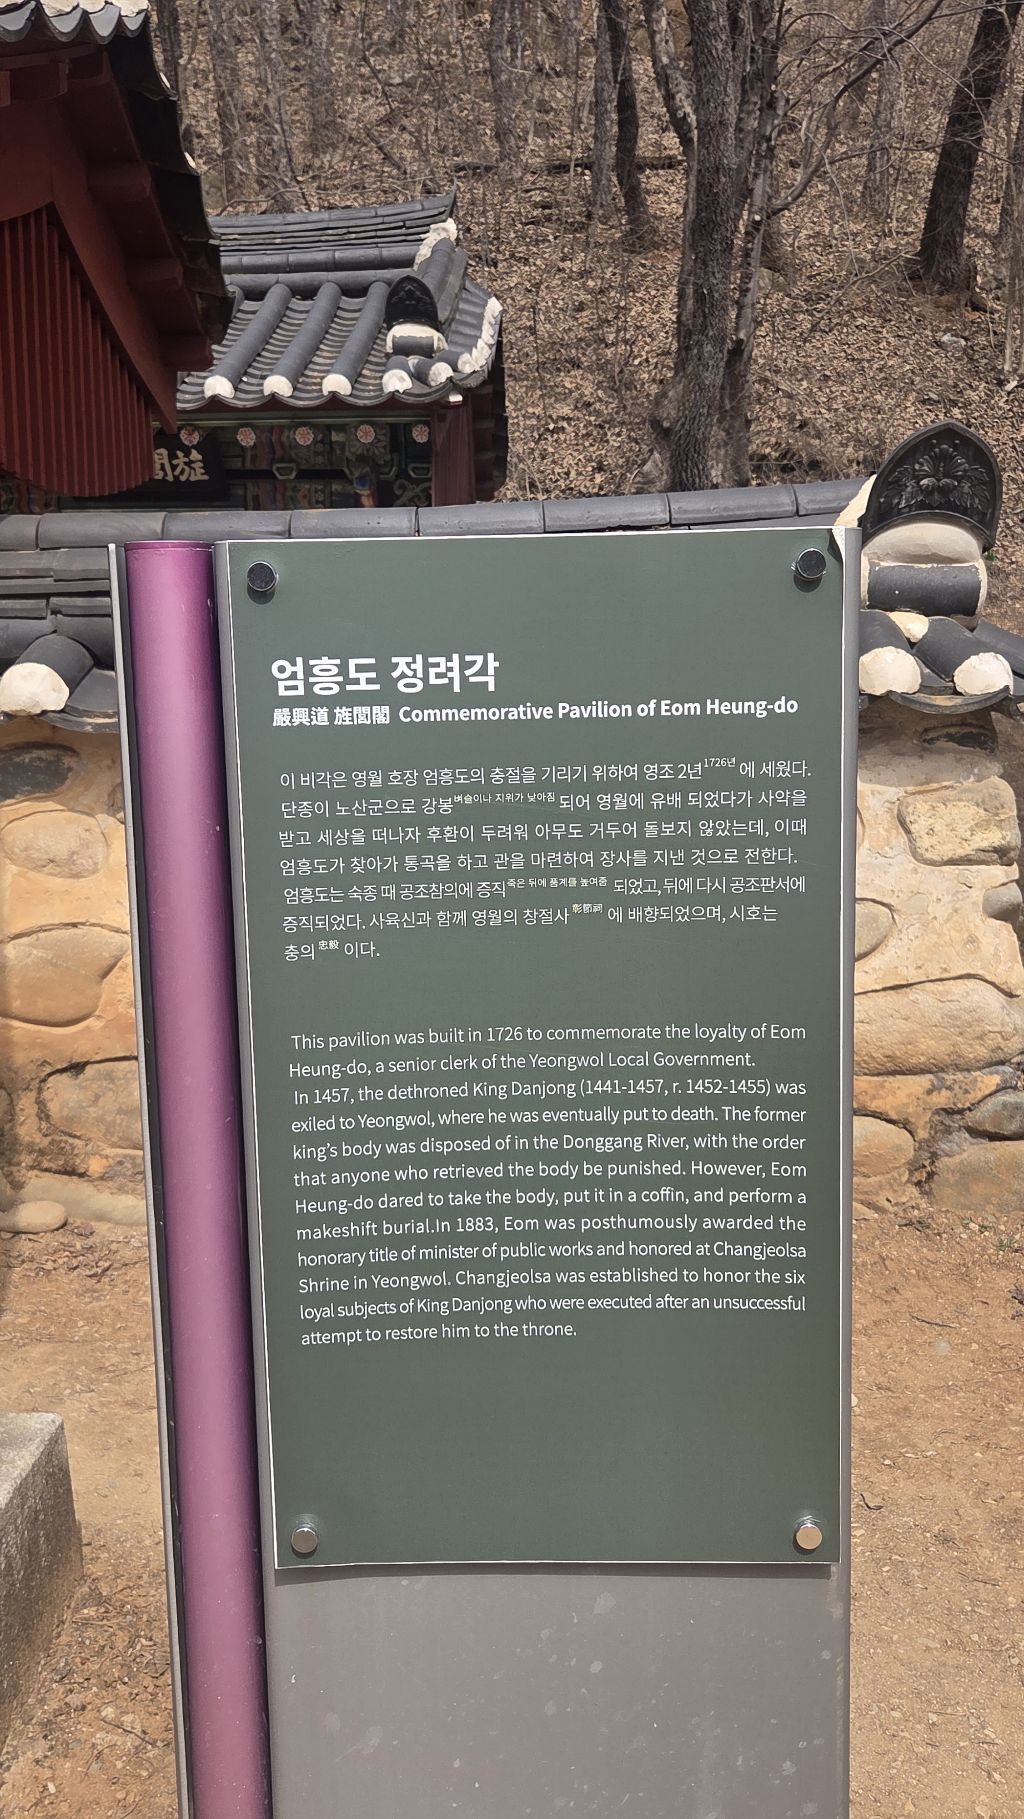 旌閭
엄흥도 정려각
嚴興道 旌閭閣 Commemorative Pavilion of Eom Heung-do
이 비각은 영월 호장 엄흥도의 충절을 기리기 위하여 영조 2년1726년에 세웠다.
단종이 노산군으로 강봉벼슬이나 지위가 낮아짐 되어 영월에 유배 되었다가 사약을
받고 세상을 떠나자 후환이 두려워 아무도 거두어 돌보지 않았는데, 이때
엄흥도가 찾아가 통곡을 하고 관을 마련하여 장사를 지낸 것으로 전한다.
엄흥도는 숙종 때 공조참의에 증직죽은 뒤에 품계를 높여줌 되었고, 뒤에 다시 공조판서에
증직되었다. 사육신과 함께 영월의 창절사彰節祠에 배향되었으며, 시호는
충의忠毅 이다.
This pavilion was built in 1726 to commemorate the loyalty of Eom
Heung-do, a senior clerk of the Yeongwol Local Government.
In 1457, the dethroned King Danjong (1441-1457, r. 1452-1455) was
exiled to Yeongwol, where he was eventually put to death. The former
king's body was disposed of in the Donggang River, with the order
that anyone who retrieved the body be punished. However, Eom
Heung-do dared to take the body, put it in a coffin, and perform a
makeshift burial.In 1883, Eom was posthumously awarded the
honorary title of minister of public works and honored at Changjeolsa
Shrine in Yeongwol. Changjeolsa was established to honor the six
loyal subjects of King Danjong who were executed after an unsuccessful
attempt to restore him to the throne.